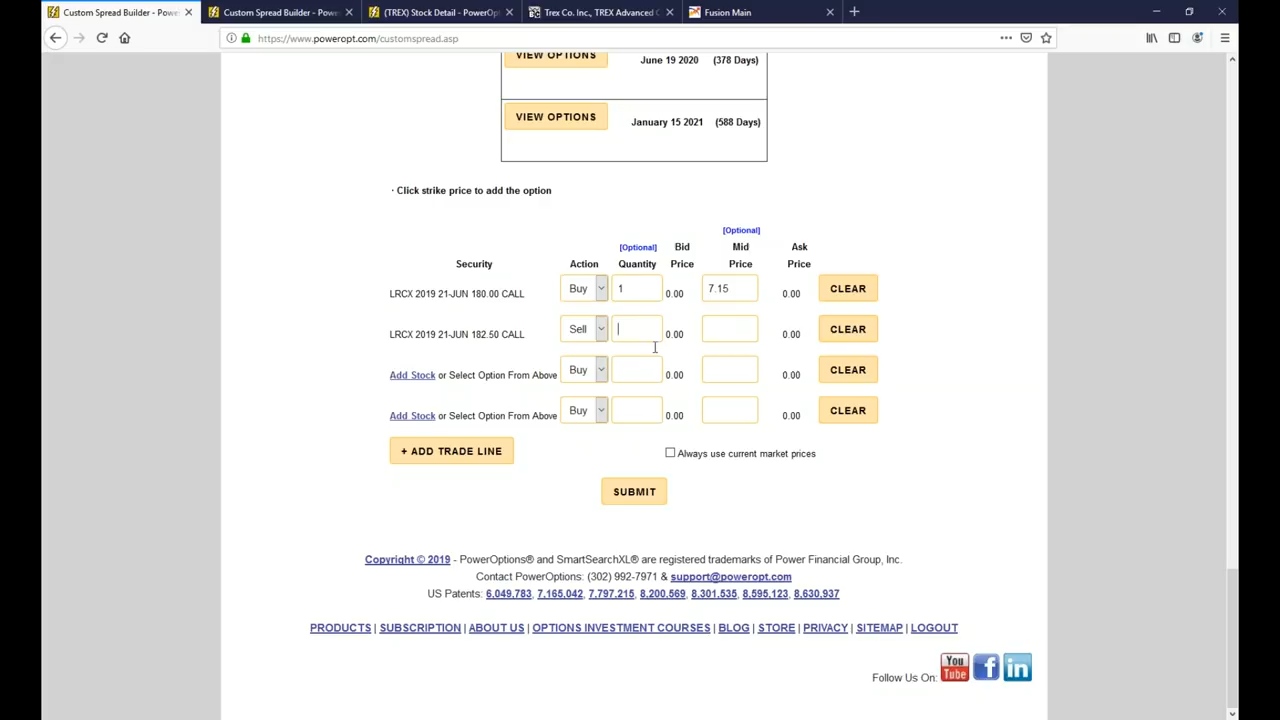 Custom Spread Builder - Powe
Custom Spread Builder - Powe
(TREX) Stock Detail - PowerOpt
Trex Co. Inc., TREX Advanced C
Fusion Main
https://www.poweropt.com/customspread.asp
VIEW OPTIONS June 19 2020 (378 Days)
VIEW OPTIONS January 15 2021 (588 Days)
· Click strike price to add the option
[Optional]
[Optional] Bid Mid Ask
Security Action Quantity Price Price Price
LRCX 2019 21-JUN 180.00 CALL Buy 1 0.00 7.15 0.00 CLEAR
LRCX 2019 21-JUN 182.50 CALL Sell 0.00 0.00 CLEAR
Add Stock or Select Option From Above Buy 0.00 0.00 CLEAR
Add Stock or Select Option From Above Buy 0.00 0.00 CLEAR
+ ADD TRADE LINE Always use current market prices
SUBMIT
Copyright © 2019 - PowerOptions® and SmartSearchXL® are registered trademarks of Power Financial Group, Inc.
Contact PowerOptions: (302) 992-7971 & support@poweropt.com
US Patents: 6,049,783, 7,165,042, 7,797,215, 8,200,569, 8,301,535, 8,595,123, 8,630,937
PRODUCTS | SUBSCRIPTION | ABOUT US | OPTIONS INVESTMENT COURSES | BLOG | STORE | PRIVACY | SITEMAP | LOGOUT
Follow Us On: You Tube f in